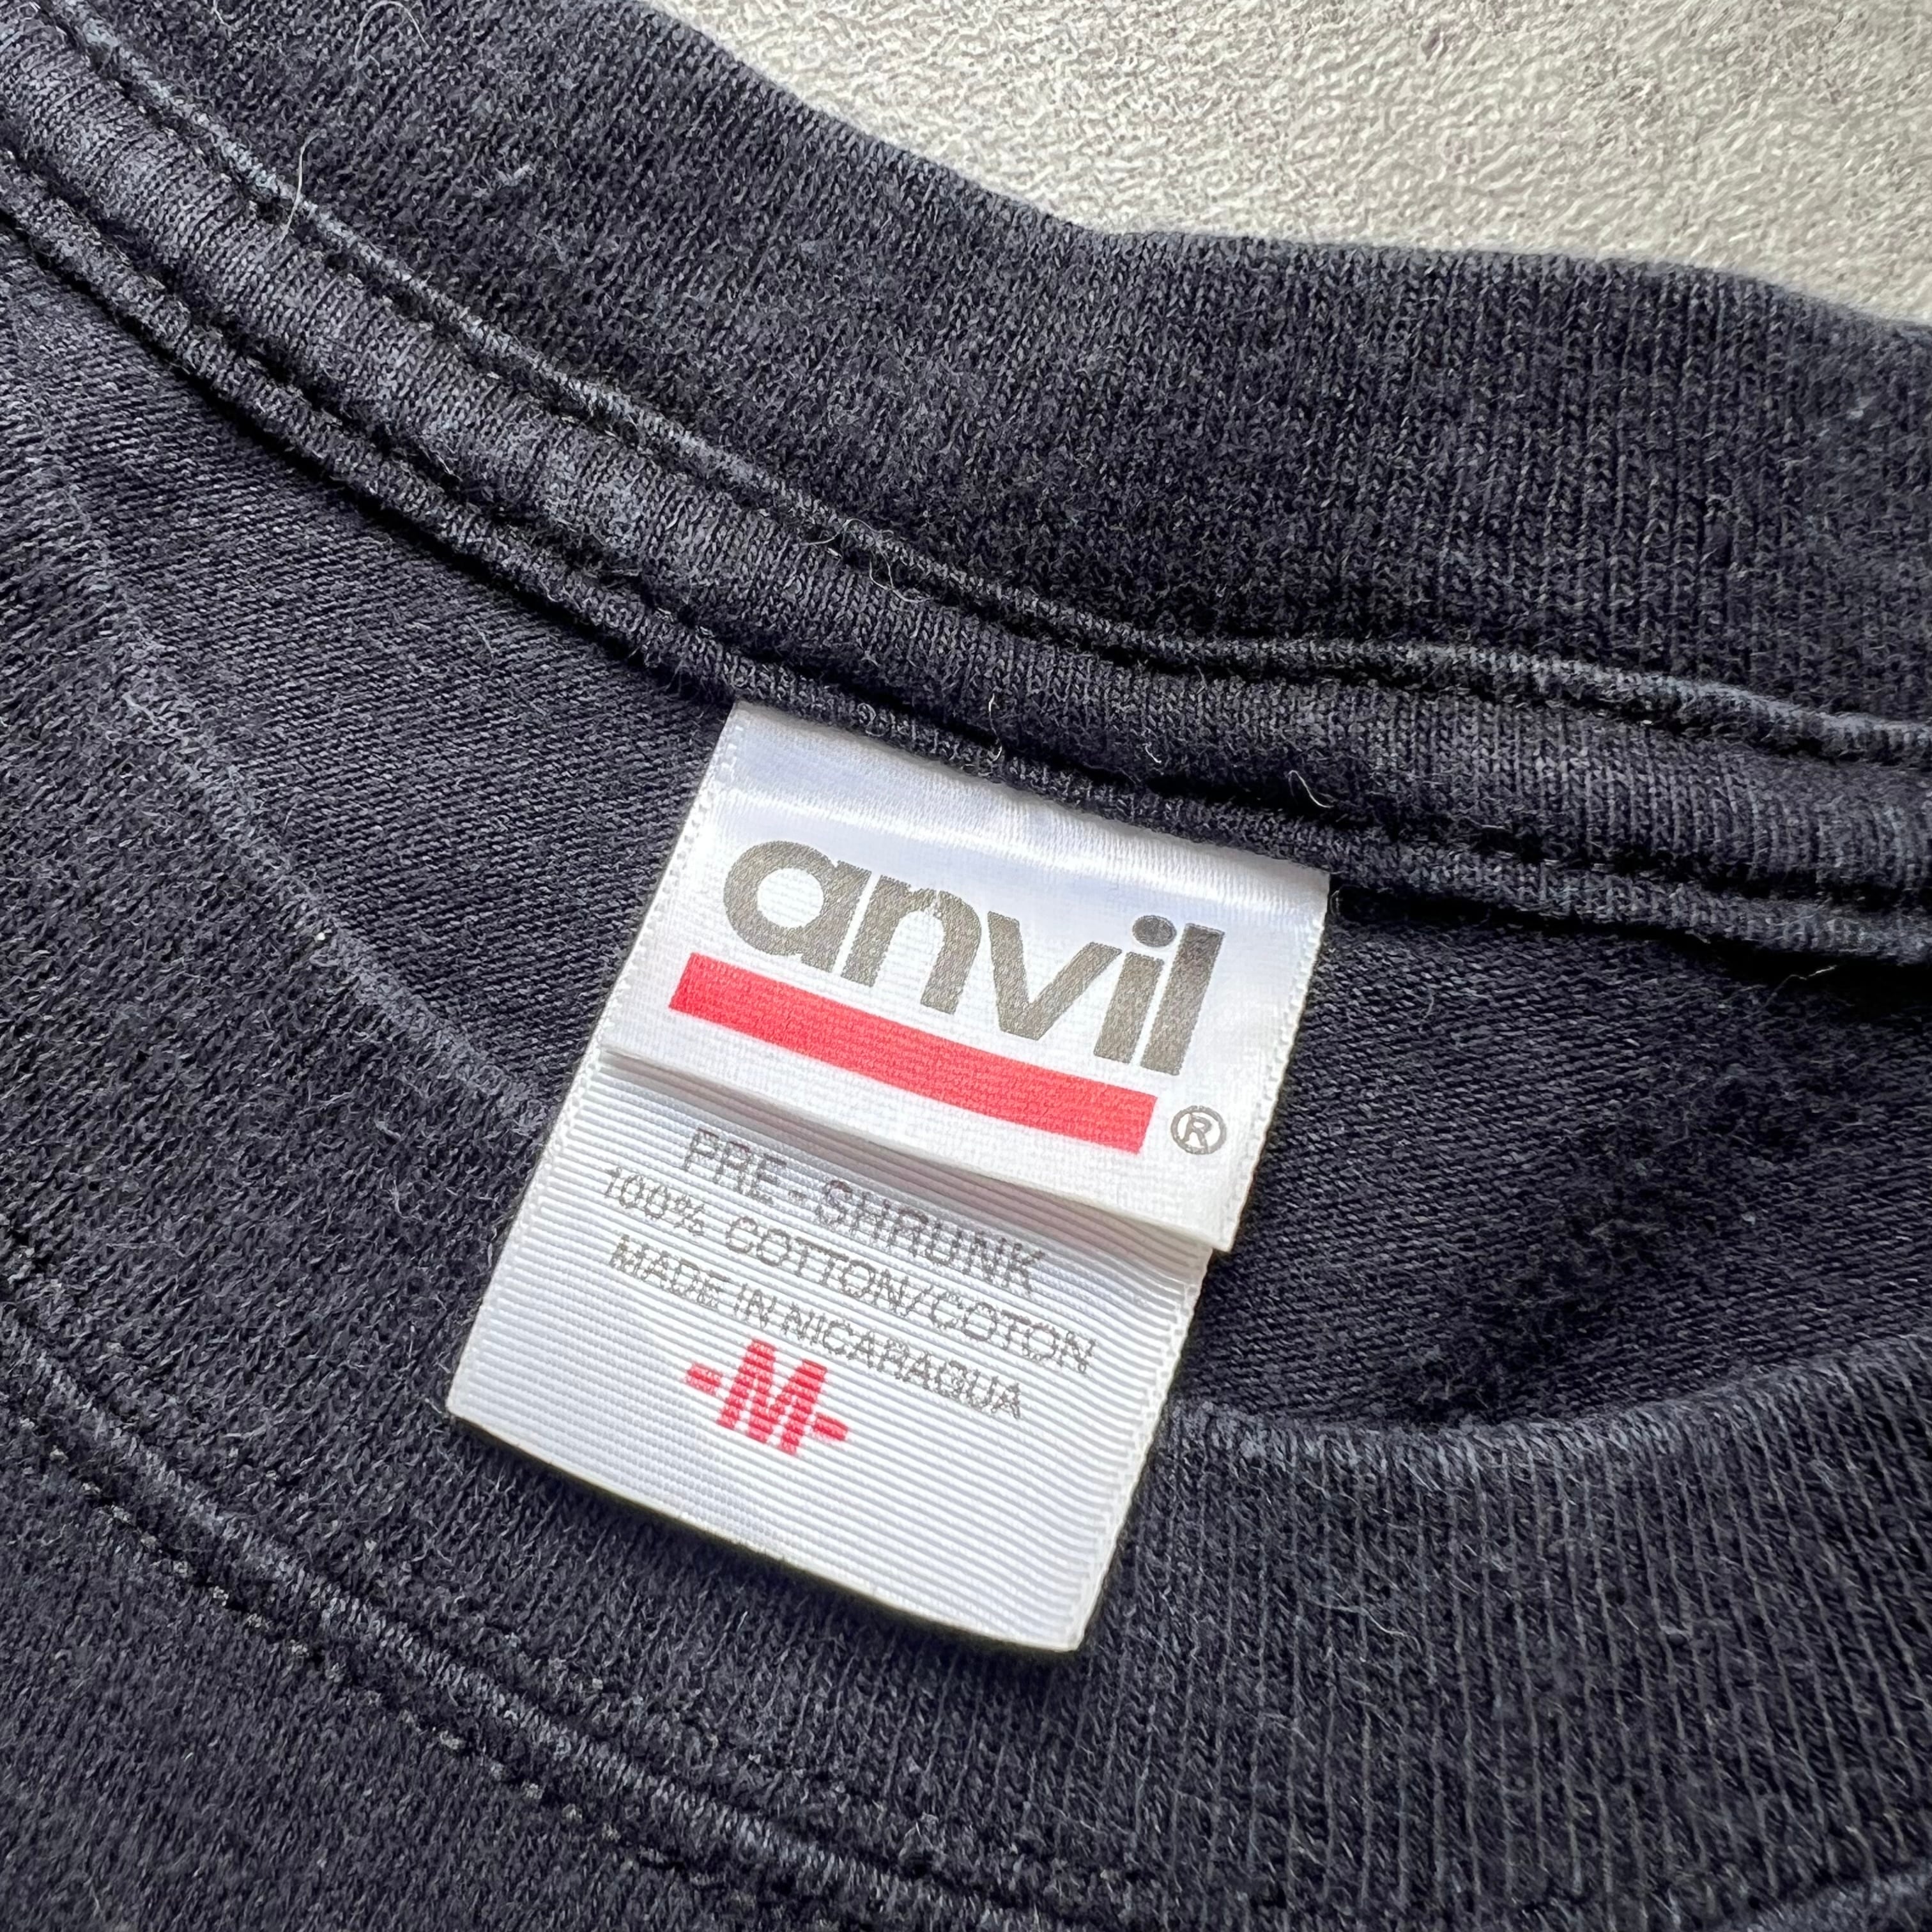 anvil
®
PRE-SHRUNK
100% COTTON/COTON
MADE IN NICARAGUA
-M-